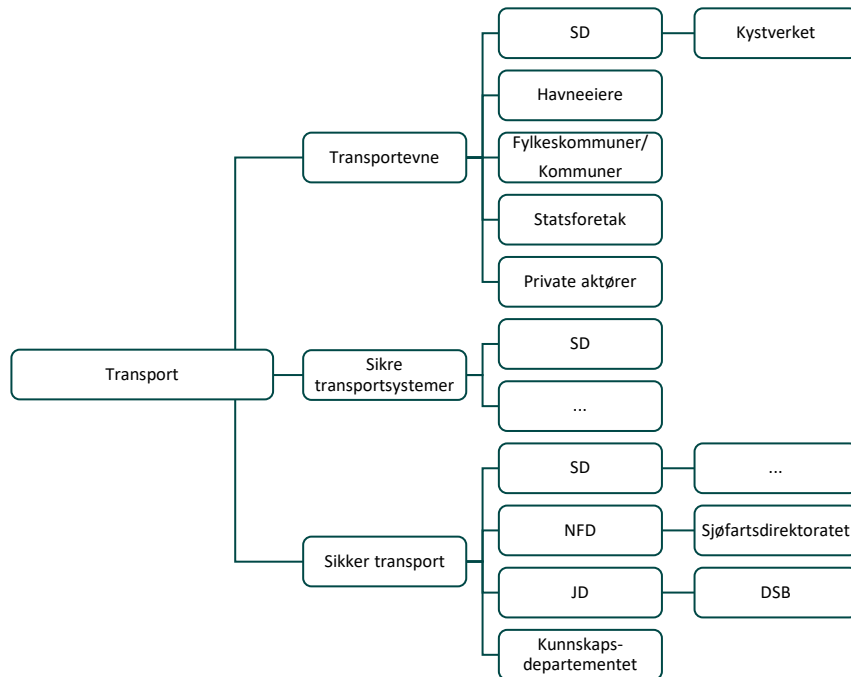 SD
Kystverket
Havneeiere
Fylkeskommuner/
Kommuner
Transportevne
Statsforetak
Private aktører
Transport
Sikre
transportsystemer
SD
...
SD
...
NFD
Sjøfartsdirektoratet
Sikker transport
JD
DSB
Kunnskaps-
departementet